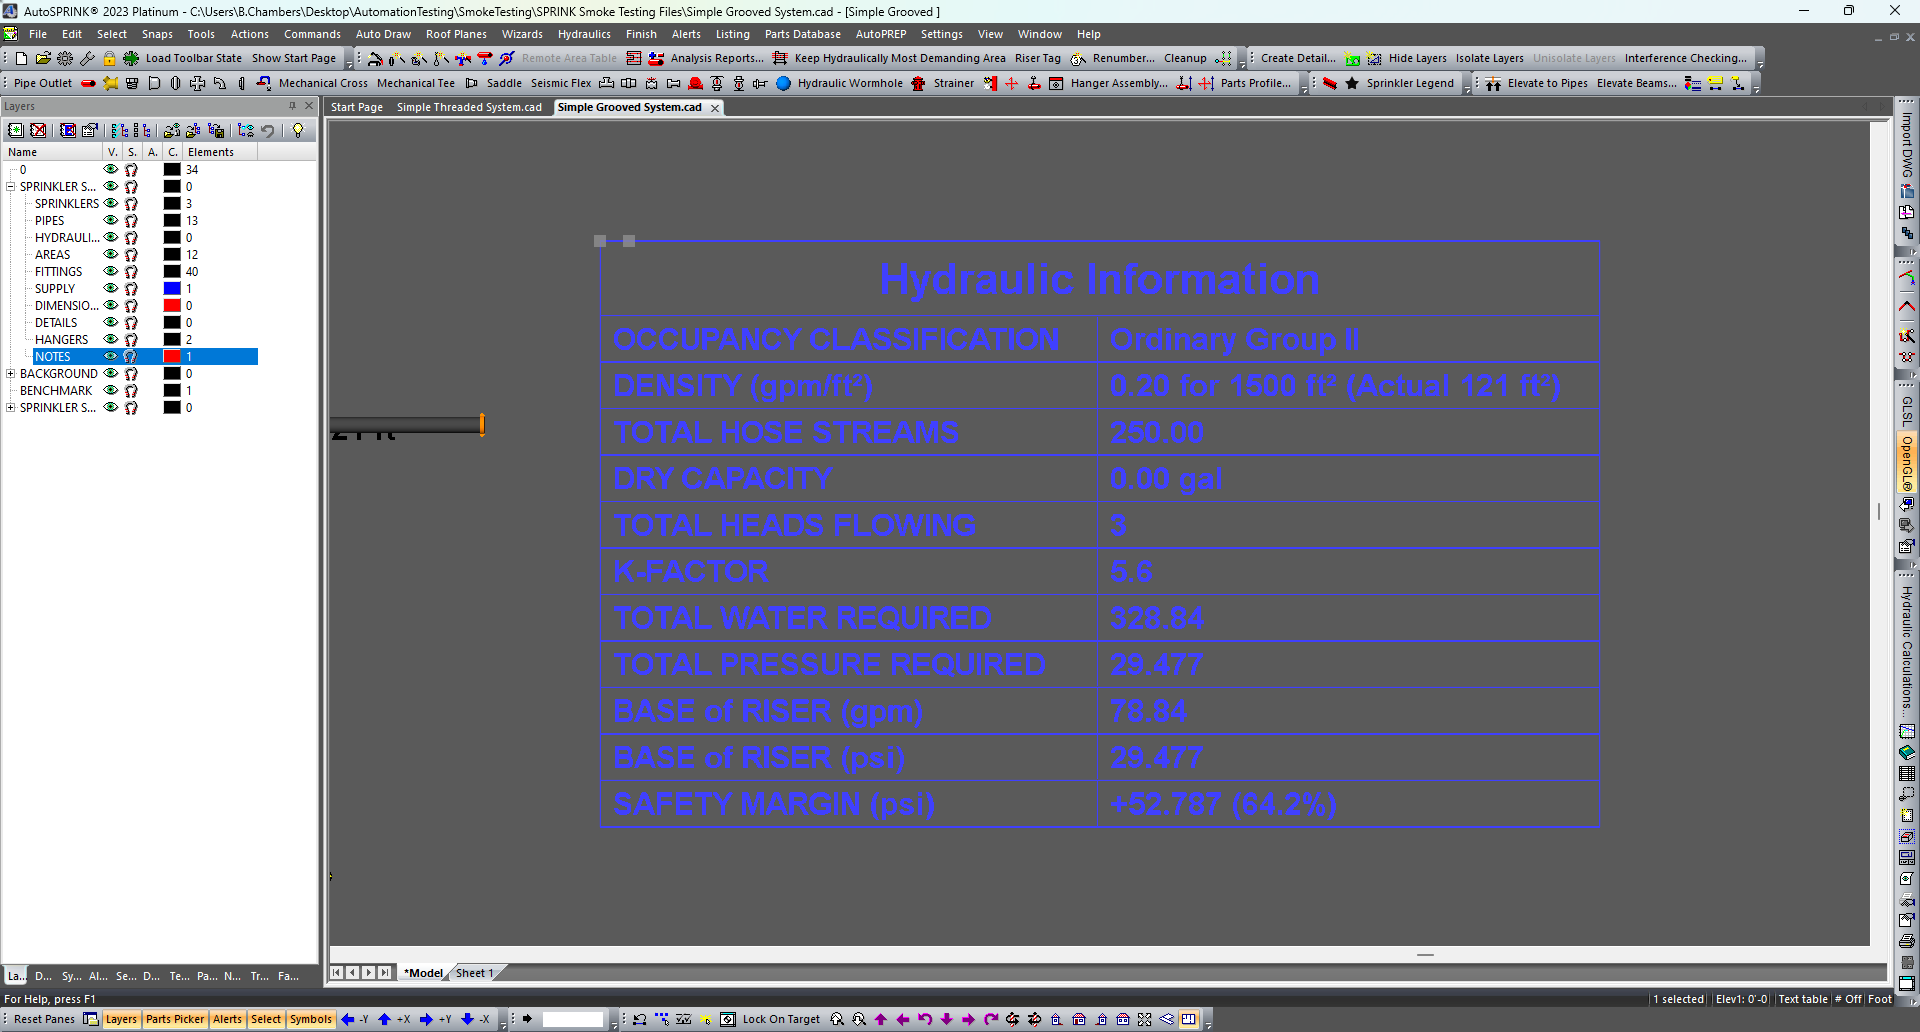 AutoSPRINK® 2023 Platinum - C:\Users\B.Chambers\Desktop\AutomationTesting\SmokeTesting\SPRINK Smoke Testing Files\Simple Grooved System.cad - [Simple Grooved ]
File Edit Select Snaps Tools Actions Commands Auto Draw Roof Planes Wizards Hydraulics Finish Alerts Listing Parts Database AutoPREP Settings View Window Help
Load Toolbar State Show Start Page Remote Area Table Analysis Reports... Keep Hydraulically Most Demanding Area Riser Tag Renumber... Cleanup Create Detail... Hide Layers Isolate Layers Unisolate Layers Interference Checking...
Pipe Outlet Mechanical Cross Mechanical Tee Saddle Seismic Flex Hydraulic Wormhole Strainer Hanger Assembly... Parts Profile... Sprinkler Legend Elevate to Pipes Elevate Beams...
Layers
Start Page Simple Threaded System.cad Simple Grooved System.cad
Name V. S. A. C. Elements
0 34
SPRINKLER S... 0
SPRINKLERS 3
PIPES 13
HYDRAULI... 0
AREAS 12
FITTINGS 40
SUPPLY 1
DIMENSIO... 0
DETAILS 0
HANGERS 2
NOTES 1
BACKGROUND 0
BENCHMARK 1
SPRINKLER S... 0
La... D... Sy... Al... Se... D... Te... Pa... N... Tr... Fa...
21 ft
Hydraulic Information
OCCUPANCY CLASSIFICATION Ordinary Group II
DENSITY (gpm/ft²) 0.20 for 1500 ft² (Actual 121 ft²)
TOTAL HOSE STREAMS 250.00
DRY CAPACITY 0.00 gal
TOTAL HEADS FLOWING 3
K-FACTOR 5.6
TOTAL WATER REQUIRED 328.84
TOTAL PRESSURE REQUIRED 29.477
BASE of RISER (gpm) 78.84
BASE of RISER (psi) 29.477
SAFETY MARGIN (psi) +52.787 (64.2%)
Import DWG
GLSL
OpenGL®
Hydraulic Calculations...
*Model Sheet 1
For Help, press F1
1 selected Elev1: 0'-0 Text table # Off Foot
Reset Panes Layers Parts Picker Alerts Select Symbols -Y +X +Y -X Lock On Target